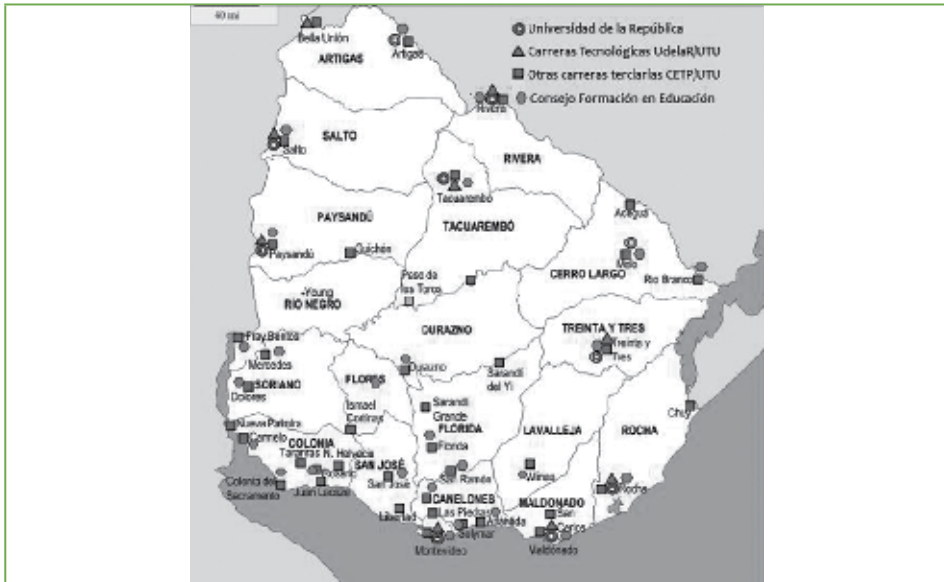 60 mi
Universidad de la República
Carreras Tecnológicas UdelaR/UTU
Otras carreras terciarias CETP/UTU
Consejo Formación en Educación
Bella Unión
ARTIGAS
Artigas
Rivera
SALTO
Salto
RIVERA
Tacuarembó
PAYSANDÚ
TACUAREMBÓ
Aceguá
Paysandú
Guichón
Melo
CERRO LARGO
Rio Branco
Paso de
los Toros
Young
RIO NEGRO
DURAZNO
TREINTA Y TRES
Treinta y
Tres
Fray Bentos
Mercedes
Durazno
Sarandí
del Yí
SORIANO
FLORES
Dolores
Ismael
Cortinas
Sarandí
Grande
FLORIDA
LAVALLEJA
ROCHA
Chuy
Nueva Palmira
Carmelo
COLONIA
Florida
Tarariras
N. Helvecia
SAN JOSÉ
Rosario
San José
San Ramón
Minas
Colonia del
Sacramento
Juan Lacaze
CANELONES
MALDONADO
Rocha
Libertad
Las Piedras
Atlántida
San
Carlos
Solymar
Montevideo
Maldonado